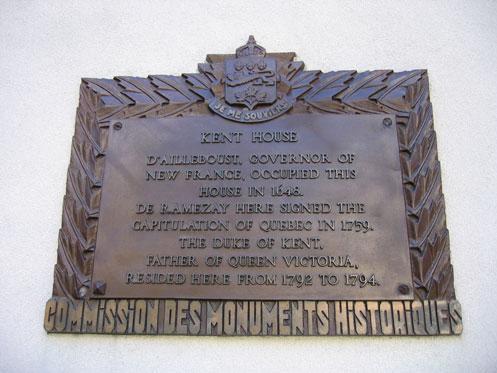 JE ME SOUVIENS
KENT HOUSE
D'AILLEBOUST, GOVERNOR OF
NEW FRANCE, OCCUPIED THIS
HOUSE IN 1648.
DE RAMEZAY HERE SIGNED THE
CAPITULATION OF QUEBEC IN 1759.
THE DUKE OF KENT,
FATHER OF QUEEN VICTORIA,
RESIDED HERE FROM 1792 TO 1794.
COMMISSION DES MONUMENTS HISTORIQUES